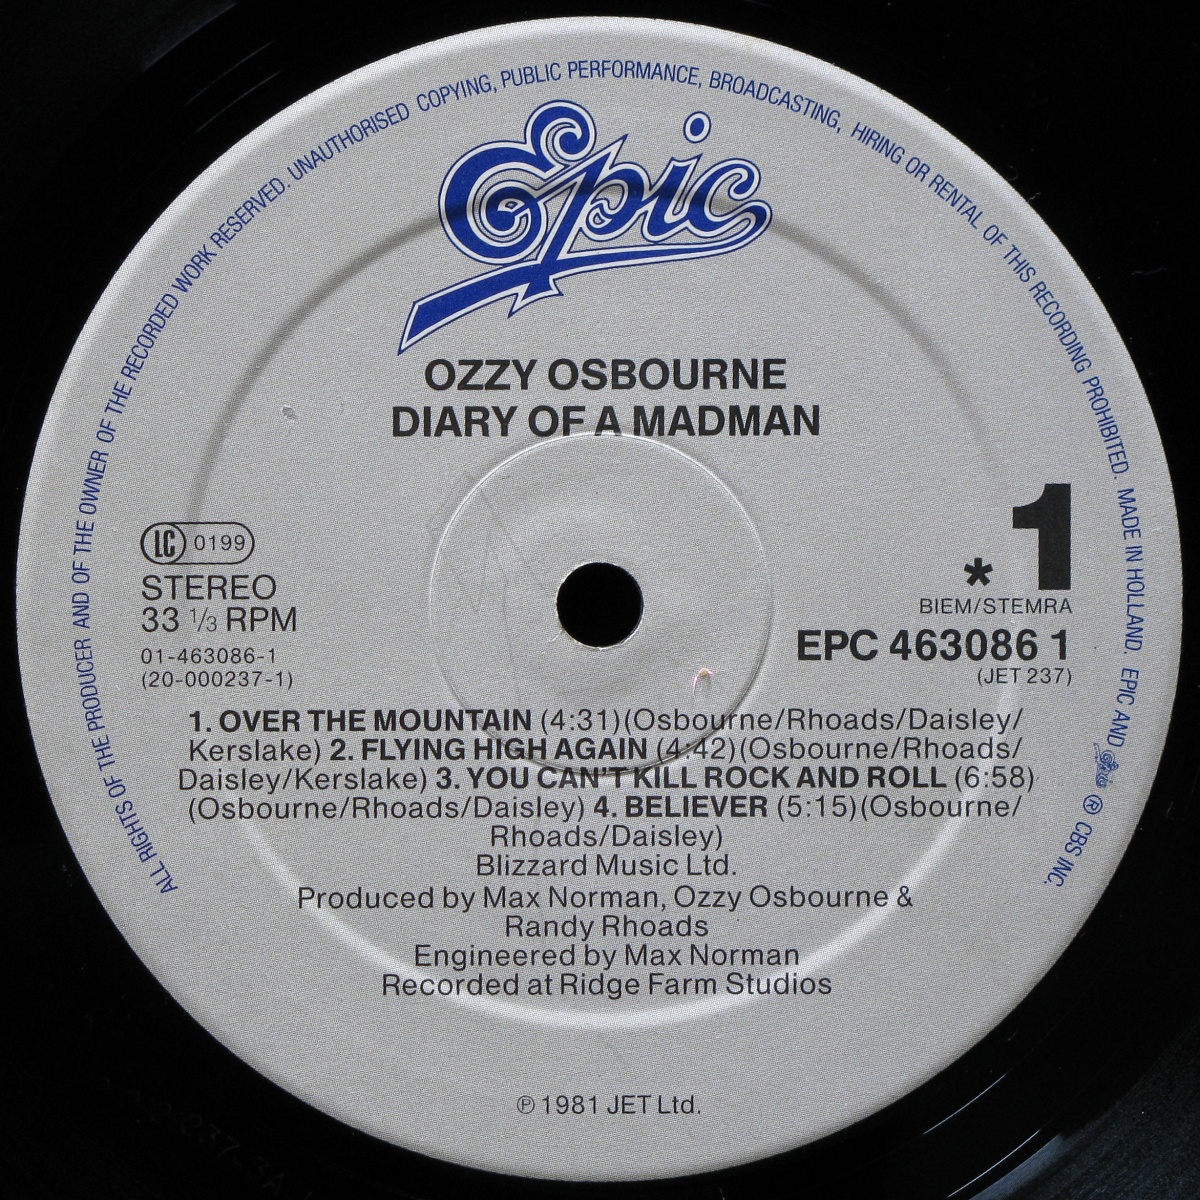 ALL RIGHTS OF THE PRODUCER AND OF THE OWNER OF THE RECORDED WORK RESERVED. UNAUTHORISED COPYING, PUBLIC PERFORMANCE, BROADCASTING, HIRING OR RENTAL OF THIS RECORDING PROHIBITED. MADE IN HOLLAND. EPIC AND Epic ® CBS INC.
Epic
OZZY OSBOURNE
DIARY OF A MADMAN
LC 0199
STEREO
33 1/3 RPM
01-463086-1
(20-000237-1)
* 1
BIEM/STEMRA
EPC 463086 1
(JET 237)
1. OVER THE MOUNTAIN (4:31)(Osbourne/Rhoads/Daisley/
Kerslake) 2. FLYING HIGH AGAIN (4:42)(Osbourne/Rhoads/
Daisley/Kerslake) 3. YOU CAN'T KILL ROCK AND ROLL (6:58)
(Osbourne/Rhoads/Daisley) 4. BELIEVER (5:15)(Osbourne/
Rhoads/Daisley)
Blizzard Music Ltd.
Produced by Max Norman, Ozzy Osbourne &
Randy Rhoads
Engineered by Max Norman
Recorded at Ridge Farm Studios
℗ 1981 JET Ltd.